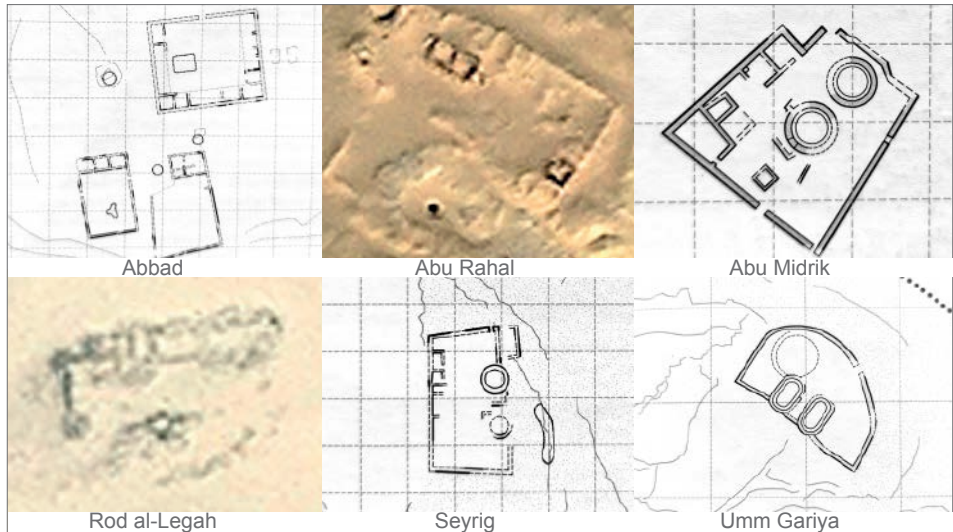 Abbad
Abu Rahal
Abu Midrik
Rod al-Legah
Seyrig
Umm Gariya